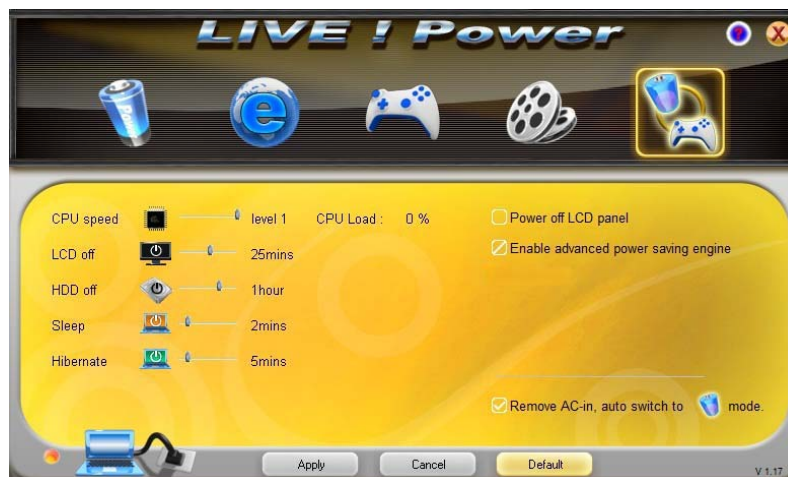 LIVE ! Power
CPU speed level 1 CPU Load : 0 %
LCD off 25mins
HDD off 1hour
Sleep 2mins
Hibernate 5mins
Power off LCD panel
Enable advanced power saving engine
Remove AC-in, auto switch to mode.
Apply Cancel Default
V 1.17